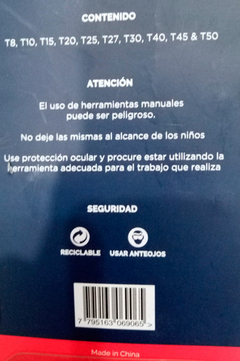 CONTENIDO
T8, T10, T15, T20, T25, T27, T30, T40, T45 & T50
ATENCIÓN
El uso de herramientas manuales
puede ser peligroso.
No deje las mismas al alcance de los niños
Use protección ocular y procure estar utilizando la
herramienta adecuada para el trabajo que realiza
SEGURIDAD
RECICLABLE USAR ANTEOJOS
7 795163 069065 >
Made in China